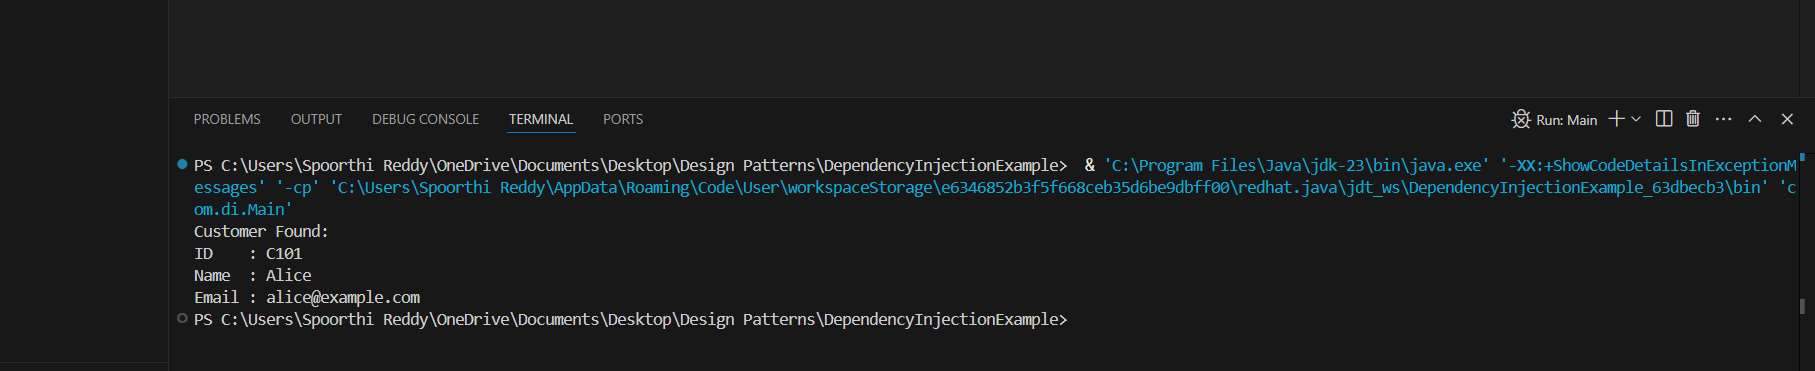 PROBLEMS OUTPUT DEBUG CONSOLE TERMINAL PORTS Run: Main
PS C:\Users\Spoorthi Reddy\OneDrive\Documents\Desktop\Design Patterns\DependencyInjectionExample> & 'C:\Program Files\Java\jdk-23\bin\java.exe' '-XX:+ShowCodeDetailsInExceptionM
essages' '-cp' 'C:\Users\Spoorthi Reddy\AppData\Roaming\Code\User\workspaceStorage\e6346852b3f5f668ceb35d6be9dbff00\redhat.java\jdt_ws\DependencyInjectionExample_63dbecb3\bin' 'c
om.di.Main'
Customer Found:
ID    : C101
Name  : Alice
Email : alice@example.com
PS C:\Users\Spoorthi Reddy\OneDrive\Documents\Desktop\Design Patterns\DependencyInjectionExample>